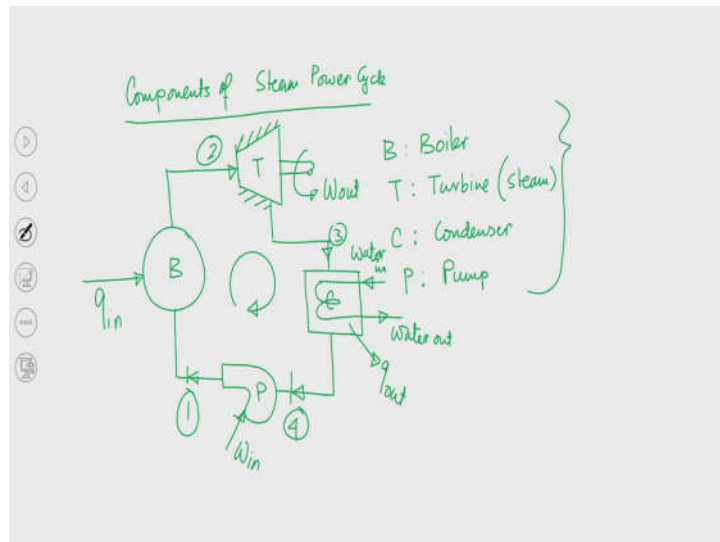 Components of Steam Power Cycle
B : Boiler
T : Turbine (Steam)
C : Condenser
P : Pump
2
T
Wout
3
Water in
B
qin
C
Water out
qout
P
1
4
Win